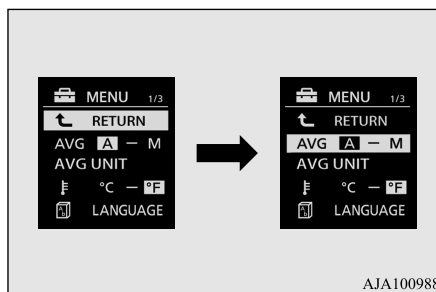 MENU 1/3
RETURN
AVG A – M
AVG UNIT
°C – °F
LANGUAGE
MENU 1/3
RETURN
AVG A – M
AVG UNIT
°C – °F
LANGUAGE
AJA100988